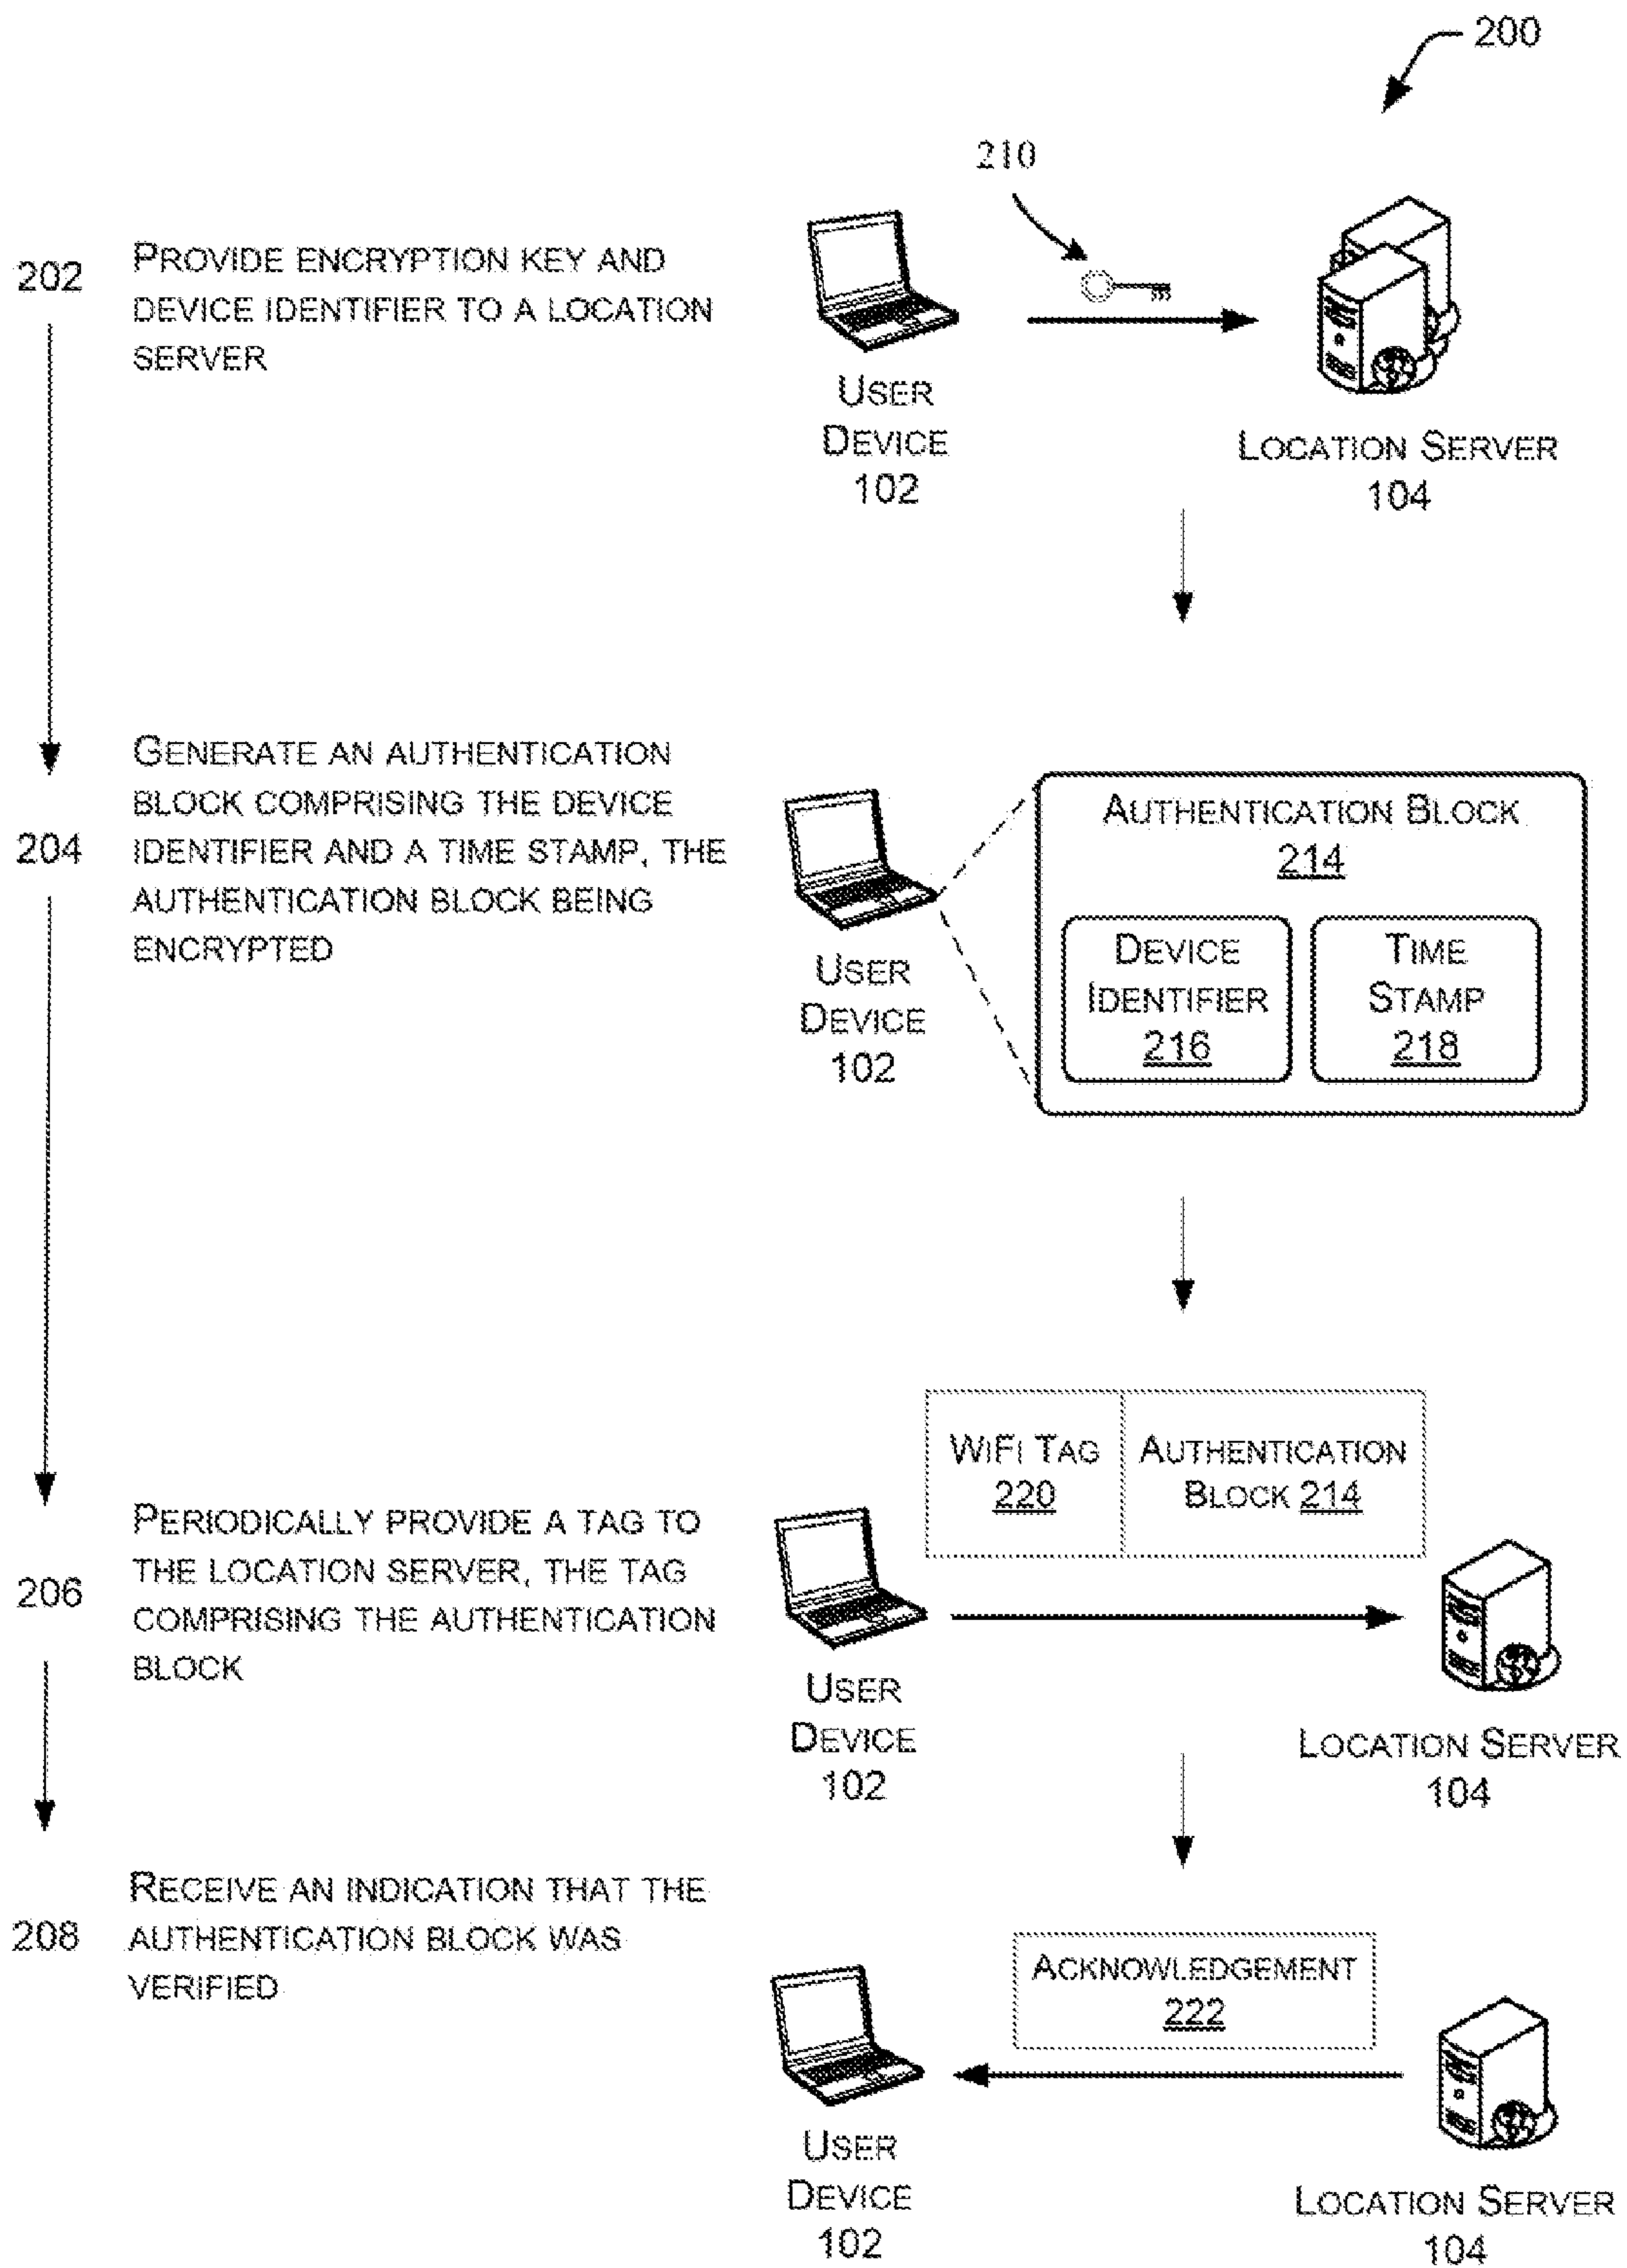 200
210
202
PROVIDE ENCRYPTION KEY AND
DEVICE IDENTIFIER TO A LOCATION
SERVER
USER
DEVICE
102
LOCATION SERVER
104
204
GENERATE AN AUTHENTICATION
BLOCK COMPRISING THE DEVICE
IDENTIFIER AND A TIME STAMP, THE
AUTHENTICATION BLOCK BEING
ENCRYPTED
USER
DEVICE
102
AUTHENTICATION BLOCK
214
DEVICE
IDENTIFIER
216
TIME
STAMP
218
206
PERIODICALLY PROVIDE A TAG TO
THE LOCATION SERVER, THE TAG
COMPRISING THE AUTHENTICATION
BLOCK
WIFI TAG
220
AUTHENTICATION
BLOCK 214
USER
DEVICE
102
LOCATION SERVER
104
208
RECEIVE AN INDICATION THAT THE
AUTHENTICATION BLOCK WAS
VERIFIED
ACKNOWLEDGEMENT
222
USER
DEVICE
102
LOCATION SERVER
104